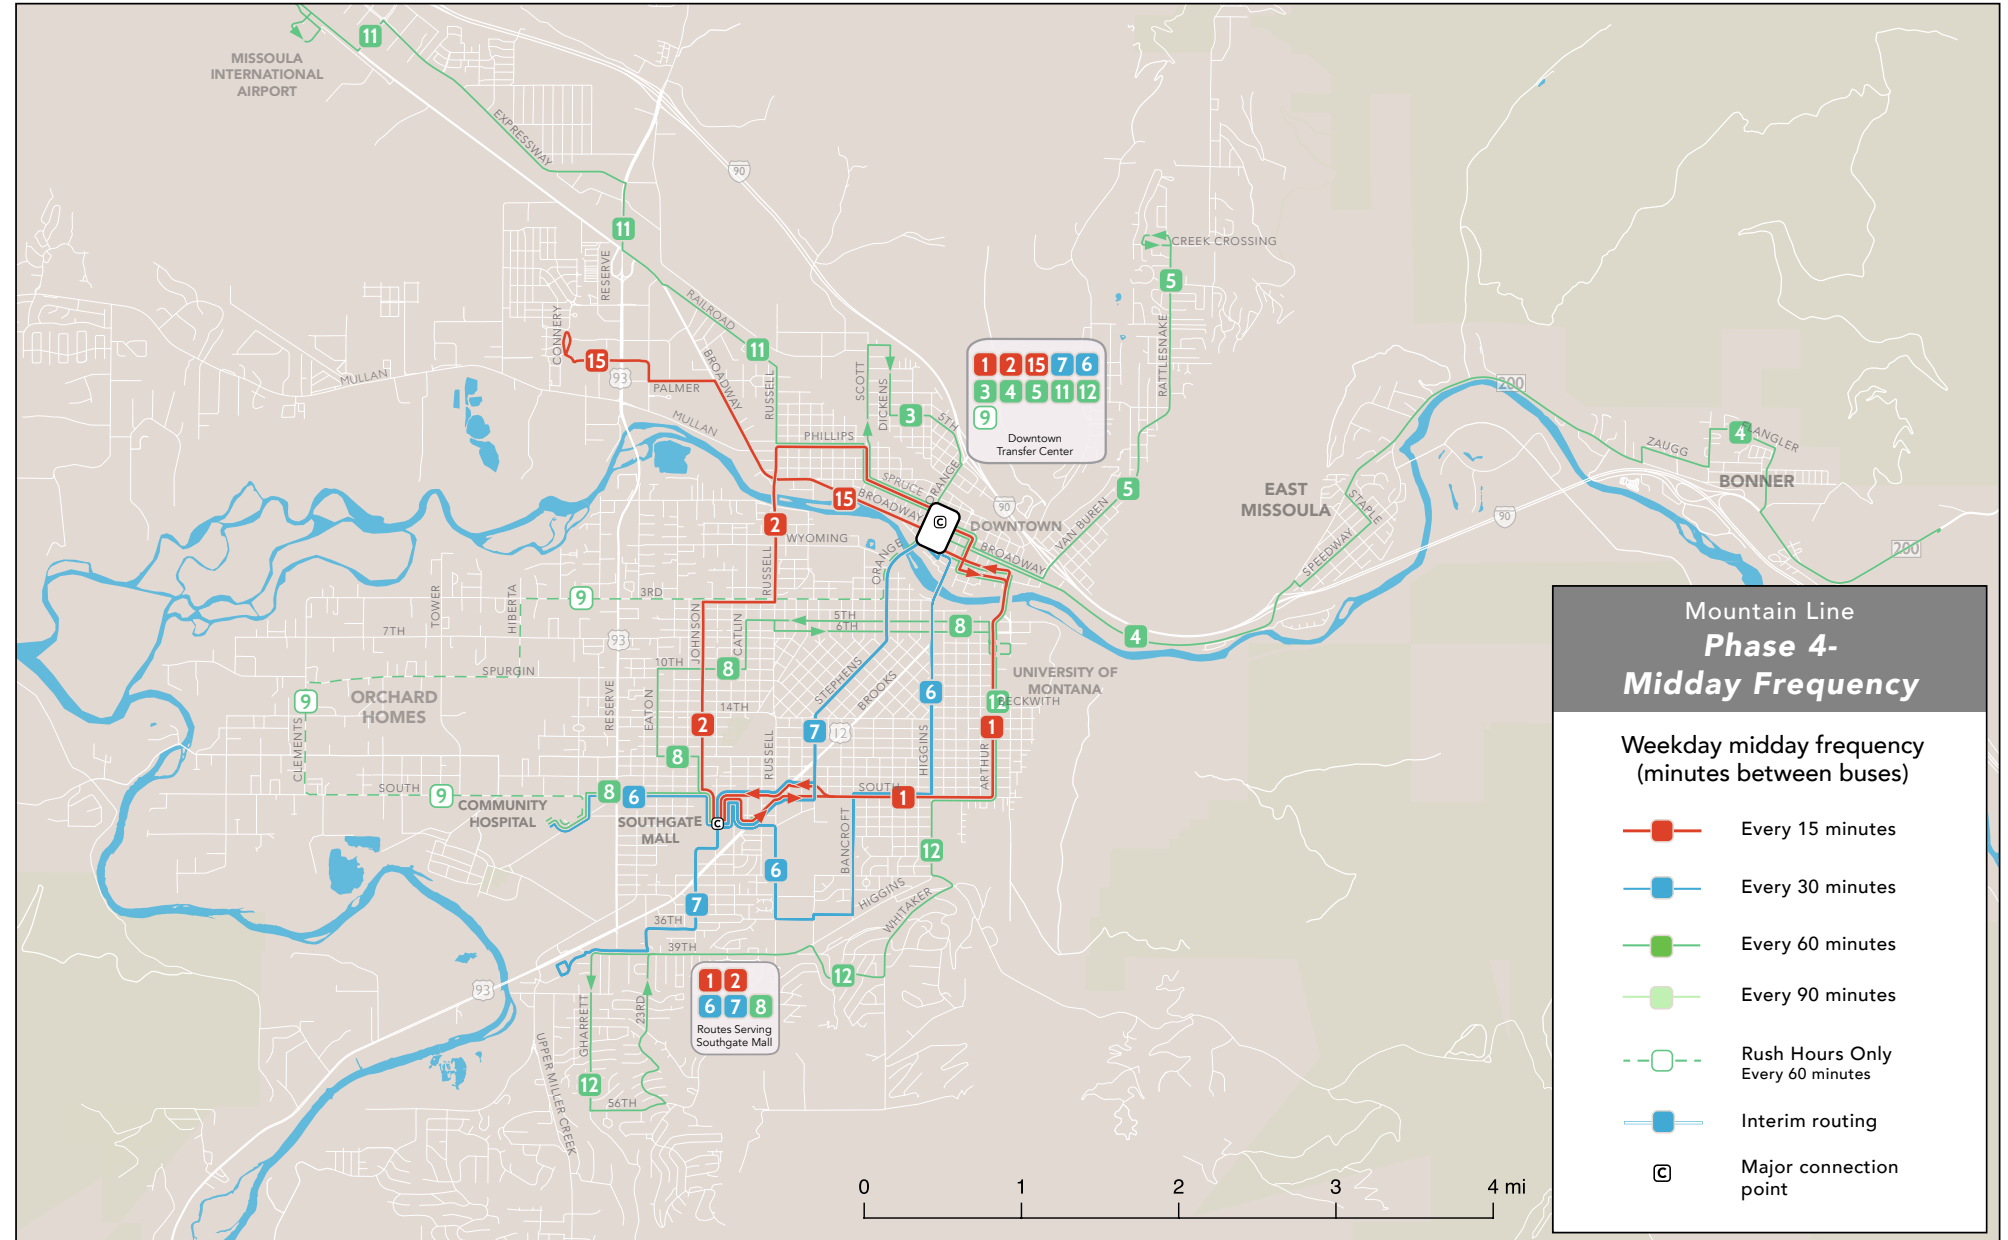 11
MISSOULA
INTERNATIONAL
AIRPORT
EXPRESSWAY
90
11
RESERVE
CREEK CROSSING
5
RAILROAD
CONNERY
15
93
PALMER
MULLAN
BROADWAY
11
RUSSELL
SCOTT
DICKENS
3
5TH
RATTLESNAKE
1 2 15 7 6
3 4 5 11 12
9
Downtown
Transfer Center
200
MULLAN
PHILLIPS
SPRUCE
ORANGE
BROADWAY
15
C
90
DOWNTOWN
5
VAN BUREN
EAST
MISSOULA
STAPLE
SPEEDWAY
90
ZAUGG
4
FLANGLER
BONNER
200
2
WYOMING
RUSSELL
ORANGE
BROADWAY
TOWER
HIBERTA
9
3RD
7TH
93
JOHNSON
CATLIN
5TH
6TH
8
4
SPURGIN
10TH
8
STEPHENS
BROOKS
UNIVERSITY OF
MONTANA
6
12
BECKWITH
9
ORCHARD
HOMES
RESERVE
EATON
14TH
2
7
12
1
CLEMENTS
8
RUSSELL
HIGGINS
ARTHUR
SOUTH
9
COMMUNITY
HOSPITAL
8
6
SOUTHGATE
MALL
C
SOUTH
1
BANCROFT
12
6
7
36TH
HIGGINS
WHITAKER
39TH
12
93
1 2
6 7 8
Routes Serving
Southgate Mall
GHARRETT
23RD
UPPER MILLER CREEK
12
56TH
0 1 2 3 4 mi
Mountain Line
Phase 4-
Midday Frequency
Weekday midday frequency
(minutes between buses)
Every 15 minutes
Every 30 minutes
Every 60 minutes
Every 90 minutes
Rush Hours Only
Every 60 minutes
Interim routing
C
Major connection
point